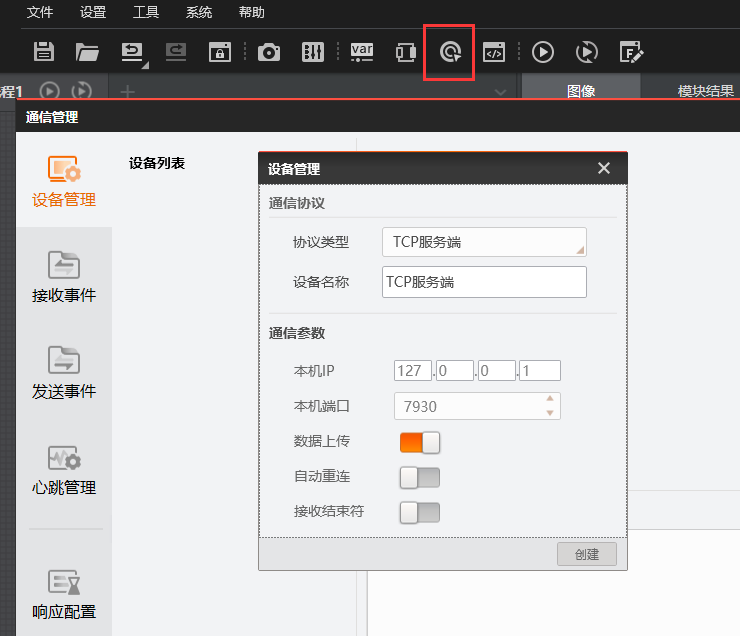 文件 设置 工具 系统 帮助
var
程1 图像 模块结果
通信管理
设备管理
接收事件
发送事件
心跳管理
响应配置
设备列表
设备管理
通信协议
协议类型 TCP服务端
设备名称 TCP服务端
通信参数
本机IP 127 . 0 . 0 . 1
本机端口 7930
数据上传
自动重连
接收结束符
创建